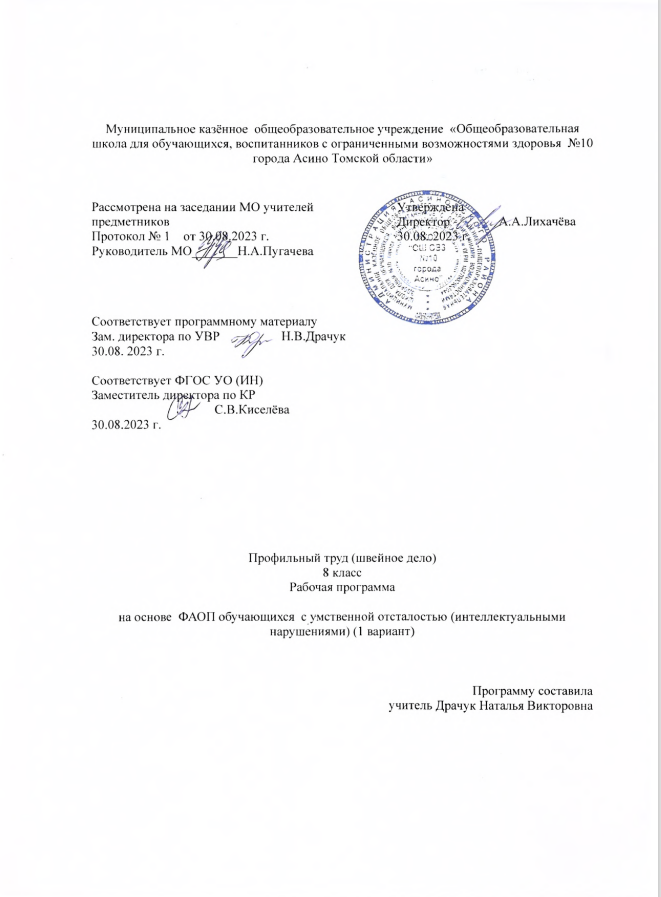 Муниципальное казённое общеобразовательное учреждение «Общеобразовательная
школа для обучающихся, воспитанников с ограниченными возможностями здоровья №10
города Асино Томской области»
Рассмотрена на заседании МО учителей
предметников
Протокол № 1 от 30.08.2023 г.
Руководитель МО Н.А.Пугачева
Утверждена
Директор А.А.Лихачёва
30.08.2023 г.
№10
города
Асино
Соответствует программному материалу
Зам. директора по УВР Н.В.Драчук
30.08. 2023 г.
Соответствует ФГОС УО (ИН)
Заместитель директора по КР
С.В.Киселёва
30.08.2023 г.
Профильный труд (швейное дело)
8 класс
Рабочая программа
на основе ФАОП обучающихся с умственной отсталостью (интеллектуальными
нарушениями) (1 вариант)
Программу составила
учитель Драчук Наталья Викторовна